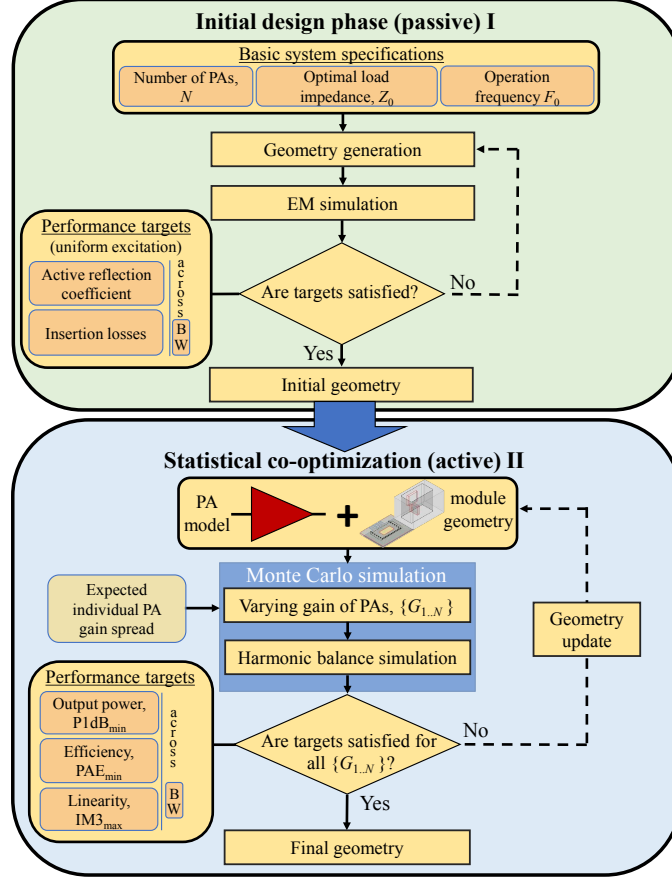 Initial design phase (passive) I
Basic system specifications
Number of PAs,
N
Optimal load
impedance, Z₀
Operation
frequency F₀
Geometry generation
EM simulation
Performance targets
(uniform excitation)
Active reflection
coefficient
Insertion losses
across
BW
Are targets satisfied?
No
Yes
Initial geometry
Statistical co-optimization (active) II
PA
model
+
module
geometry
Monte Carlo simulation
Expected
individual PA
gain spread
Varying gain of PAs, {G₁..N}
Harmonic balance simulation
Geometry
update
Performance targets
Output power,
P1dBmin
Efficiency,
PAEmin
Linearity,
IM3max
across
BW
Are targets satisfied for
all {G₁..N}?
No
Yes
Final geometry